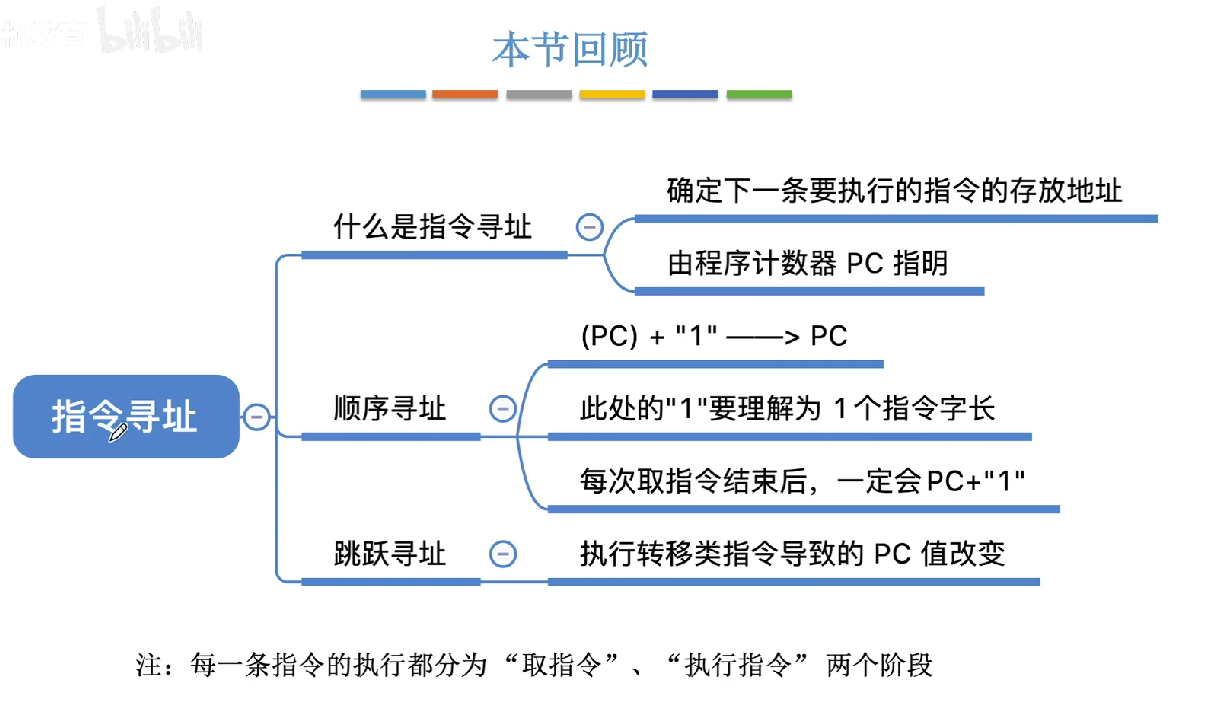 bilibili
本节回顾
确定下一条要执行的指令的存放地址
什么是指令寻址
由程序计数器 PC 指明
(PC) + "1" ——> PC
顺序寻址
此处的"1"要理解为 1个指令字长
指令寻址
每次取指令结束后，一定会PC+"1"
跳跃寻址
执行转移类指令导致的 PC 值改变
注：每一条指令的执行都分为“取指令”、“执行指令” 两个阶段